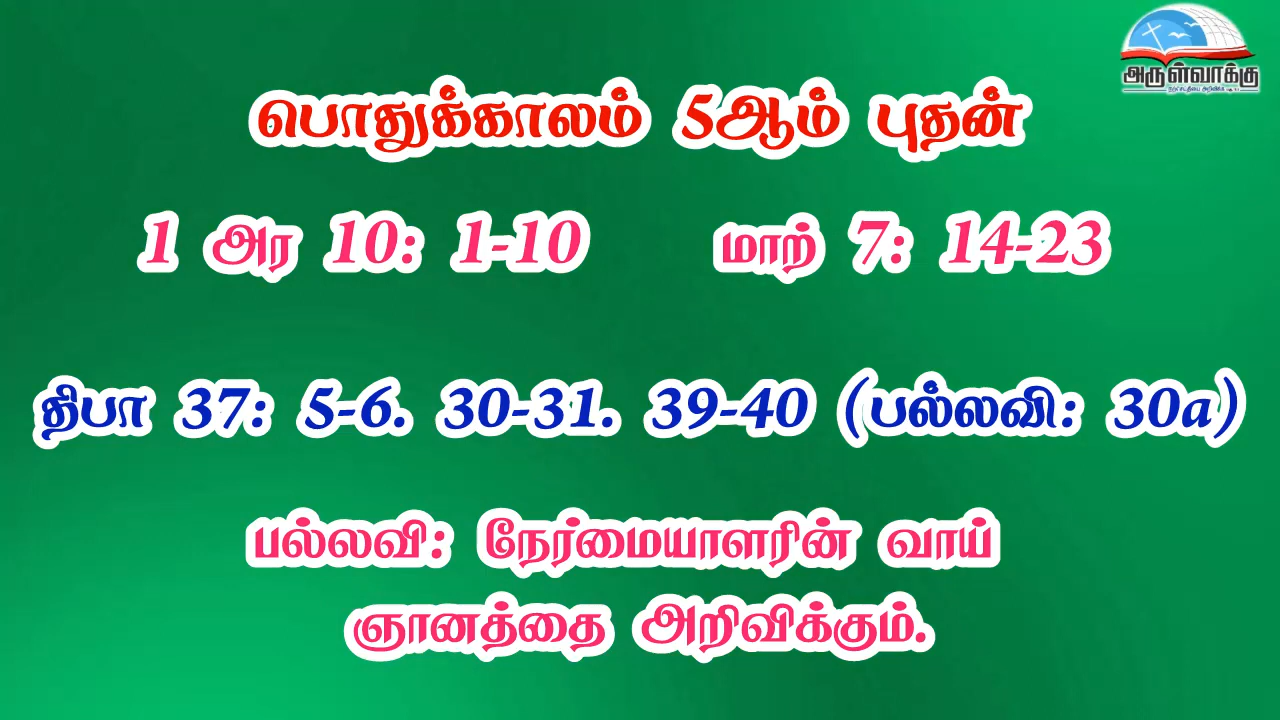 அருள்வாக்கு
பொதுக்காலம் 5ஆம் புதன்
1 அர 10: 1-10 மாற் 7: 14-23
திபா 37: 5-6. 30-31. 39-40 (பல்லவி: 30a)
பல்லவி: நேர்மையாளரின் வாய்
ஞானத்தை அறிவிக்கும்.